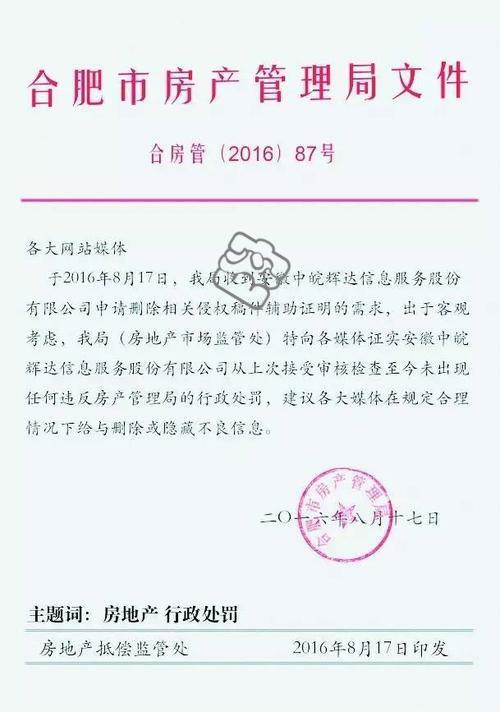 合肥市房产管理局文件
合房管（2016）87号
各大网站媒体
于2016年8月17日，我局收到安徽中皖辉达信息服务股份
有限公司申请删除相关侵权稿件辅助证明的需求，出于客观
考虑，我局（房地产市场监管处）特向各媒体证实安徽中皖
辉达信息服务股份有限公司从上次接受审核检查至今未出现
任何违反房产管理局的行政处罚，建议各大媒体在规定合理
情况下给与删除或隐藏不良信息。
合肥市房产管理局
二〇一六年八月十七日
主题词：房地产 行政处罚
房地产抵偿监管处 2016年8月17日印发